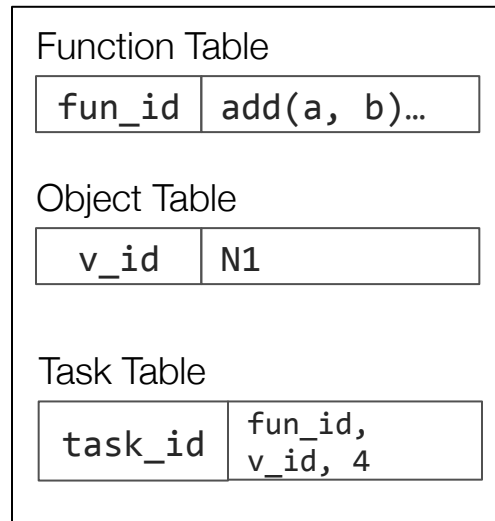 Function Table
fun_id add(a, b)…
Object Table
v_id N1
Task Table
task_id fun_id,
v_id, 4